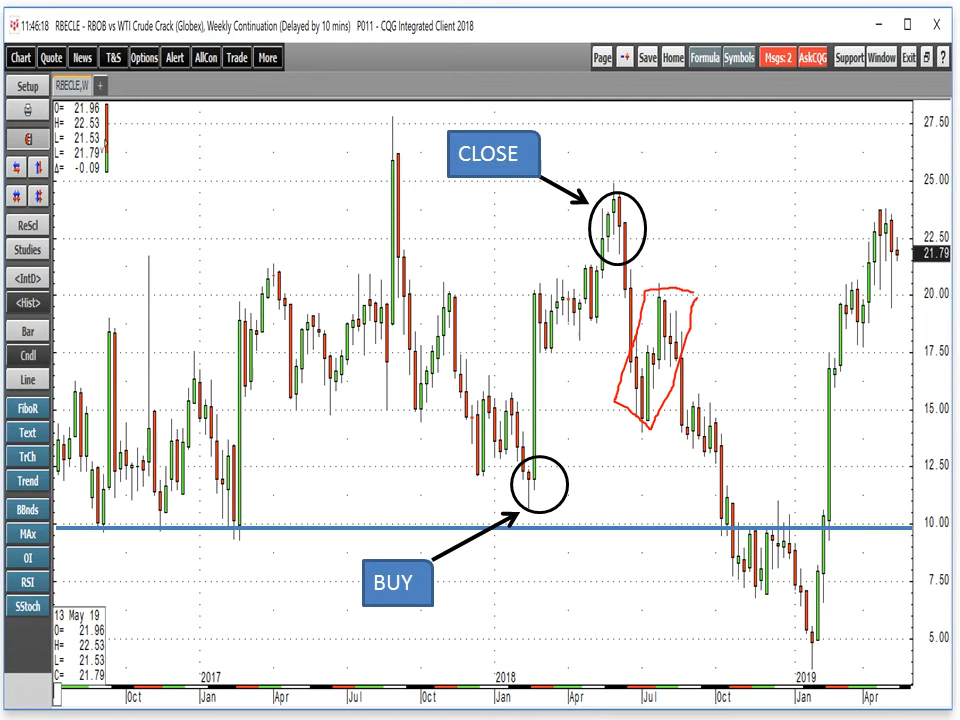 11:46:18 RBECLE - RBOB vs WTI Crude Crack (Globex), Weekly Continuation (Delayed by 10 mins) P011 - CQG Integrated Client 2018
Chart Quote News T&S Options Alert AllCon Trade More Page Save Home Formula Symbols Msgs: 2 AskCQG Support Window Exit ?
Setup RBECLE,W +
O= 21.96
H= 22.53
L= 21.53
L= 21.79
Δ= -0.09
ReScl
Studies
<IntD>
<Hist>
Bar
Cndl
Line
FiboR
Text
TrCh
Trend
BBnds
MAx
OI
RSI
SStoch
CLOSE
BUY
27.50
25.00
22.50
21.79
20.00
17.50
15.00
12.50
10.00
7.50
5.00
13 May 19
O= 21.96
H= 22.53
L= 21.53
C= 21.79
2017 2018 2019
Oct Jan Apr Jul Oct Jan Apr Jul Oct Jan Apr